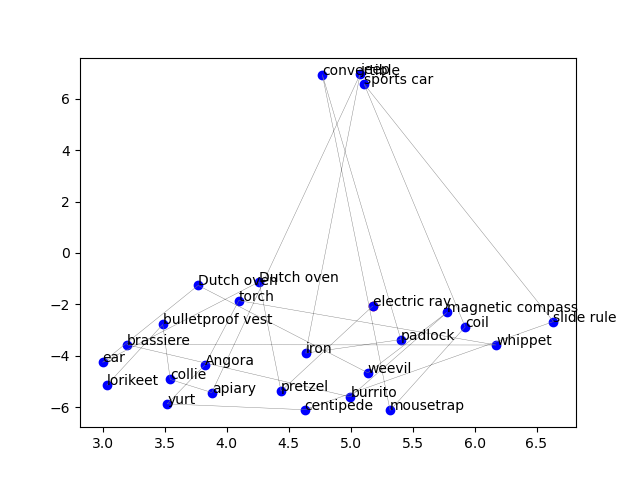 convertible
jeep
sports car
Dutch oven
Dutch oven
torch
electric ray
magnetic compass
bulletproof vest
coil
slide rule
brassiere
padlock
whippet
iron
ear
Angora
weevil
lorikeet
collie
apiary
pretzel
burrito
yurt
centipede
mousetrap
6
4
2
0
−2
−4
−6
3.0 3.5 4.0 4.5 5.0 5.5 6.0 6.5